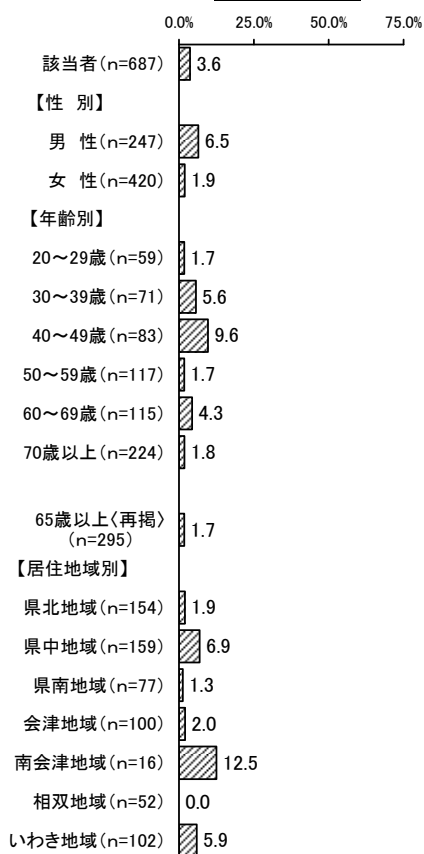 0.0% 25.0% 50.0% 75.0%
該当者(n=687) 3.6
【性 別】
男 性(n=247) 6.5
女 性(n=420) 1.9
【年齢別】
20～29歳(n=59) 1.7
30～39歳(n=71) 5.6
40～49歳(n=83) 9.6
50～59歳(n=117) 1.7
60～69歳(n=115) 4.3
70歳以上(n=224) 1.8
65歳以上〈再掲〉
(n=295) 1.7
【居住地域別】
県北地域(n=154) 1.9
県中地域(n=159) 6.9
県南地域(n=77) 1.3
会津地域(n=100) 2.0
南会津地域(n=16) 12.5
相双地域(n=52) 0.0
いわき地域(n=102) 5.9